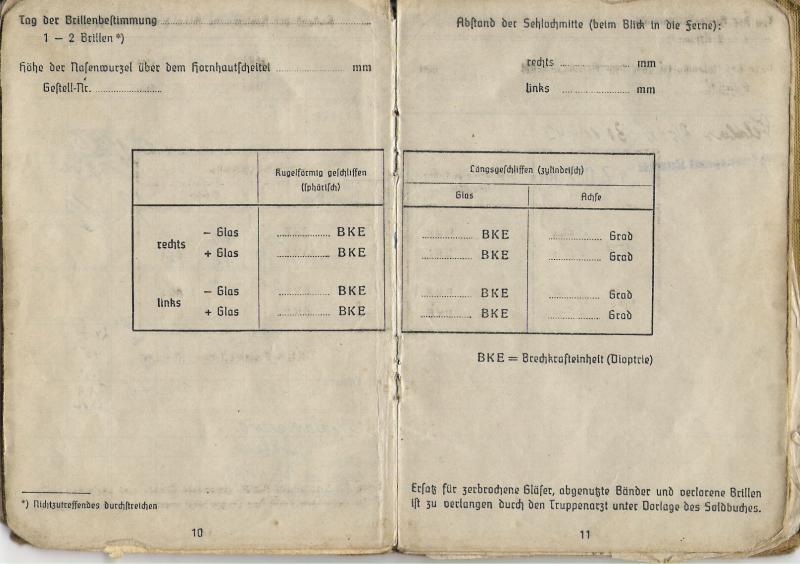 Tag der Brillenbestimmung ....................
1 – 2 Brillen *)
Höhe der Nasenwurzel über dem Hornhautscheitel .................. mm
Gestell-Nr. ..................
Kugelförmig geschliffen
(sphärisch)
rechts
– Glas .................. BKE
+ Glas .................. BKE
links
– Glas .................. BKE
+ Glas .................. BKE
*) Nichtzutreffendes durchstreichen
10
Abstand der Sehlochmitte (beim Blick in die Ferne):
rechts .................. mm
links .................. mm
Längsgeschliffen (zylindrisch)
Glas Achse
.................. BKE .................. Grad
.................. BKE .................. Grad
.................. BKE .................. Grad
.................. BKE .................. Grad
BKE = Brechkrafteinheit (Dioptrie)
Ersatz für zerbrochene Gläser, abgenutzte Bänder und verlorene Brillen
ist zu verlangen durch den Truppenarzt unter Vorlage des Soldbuches.
11